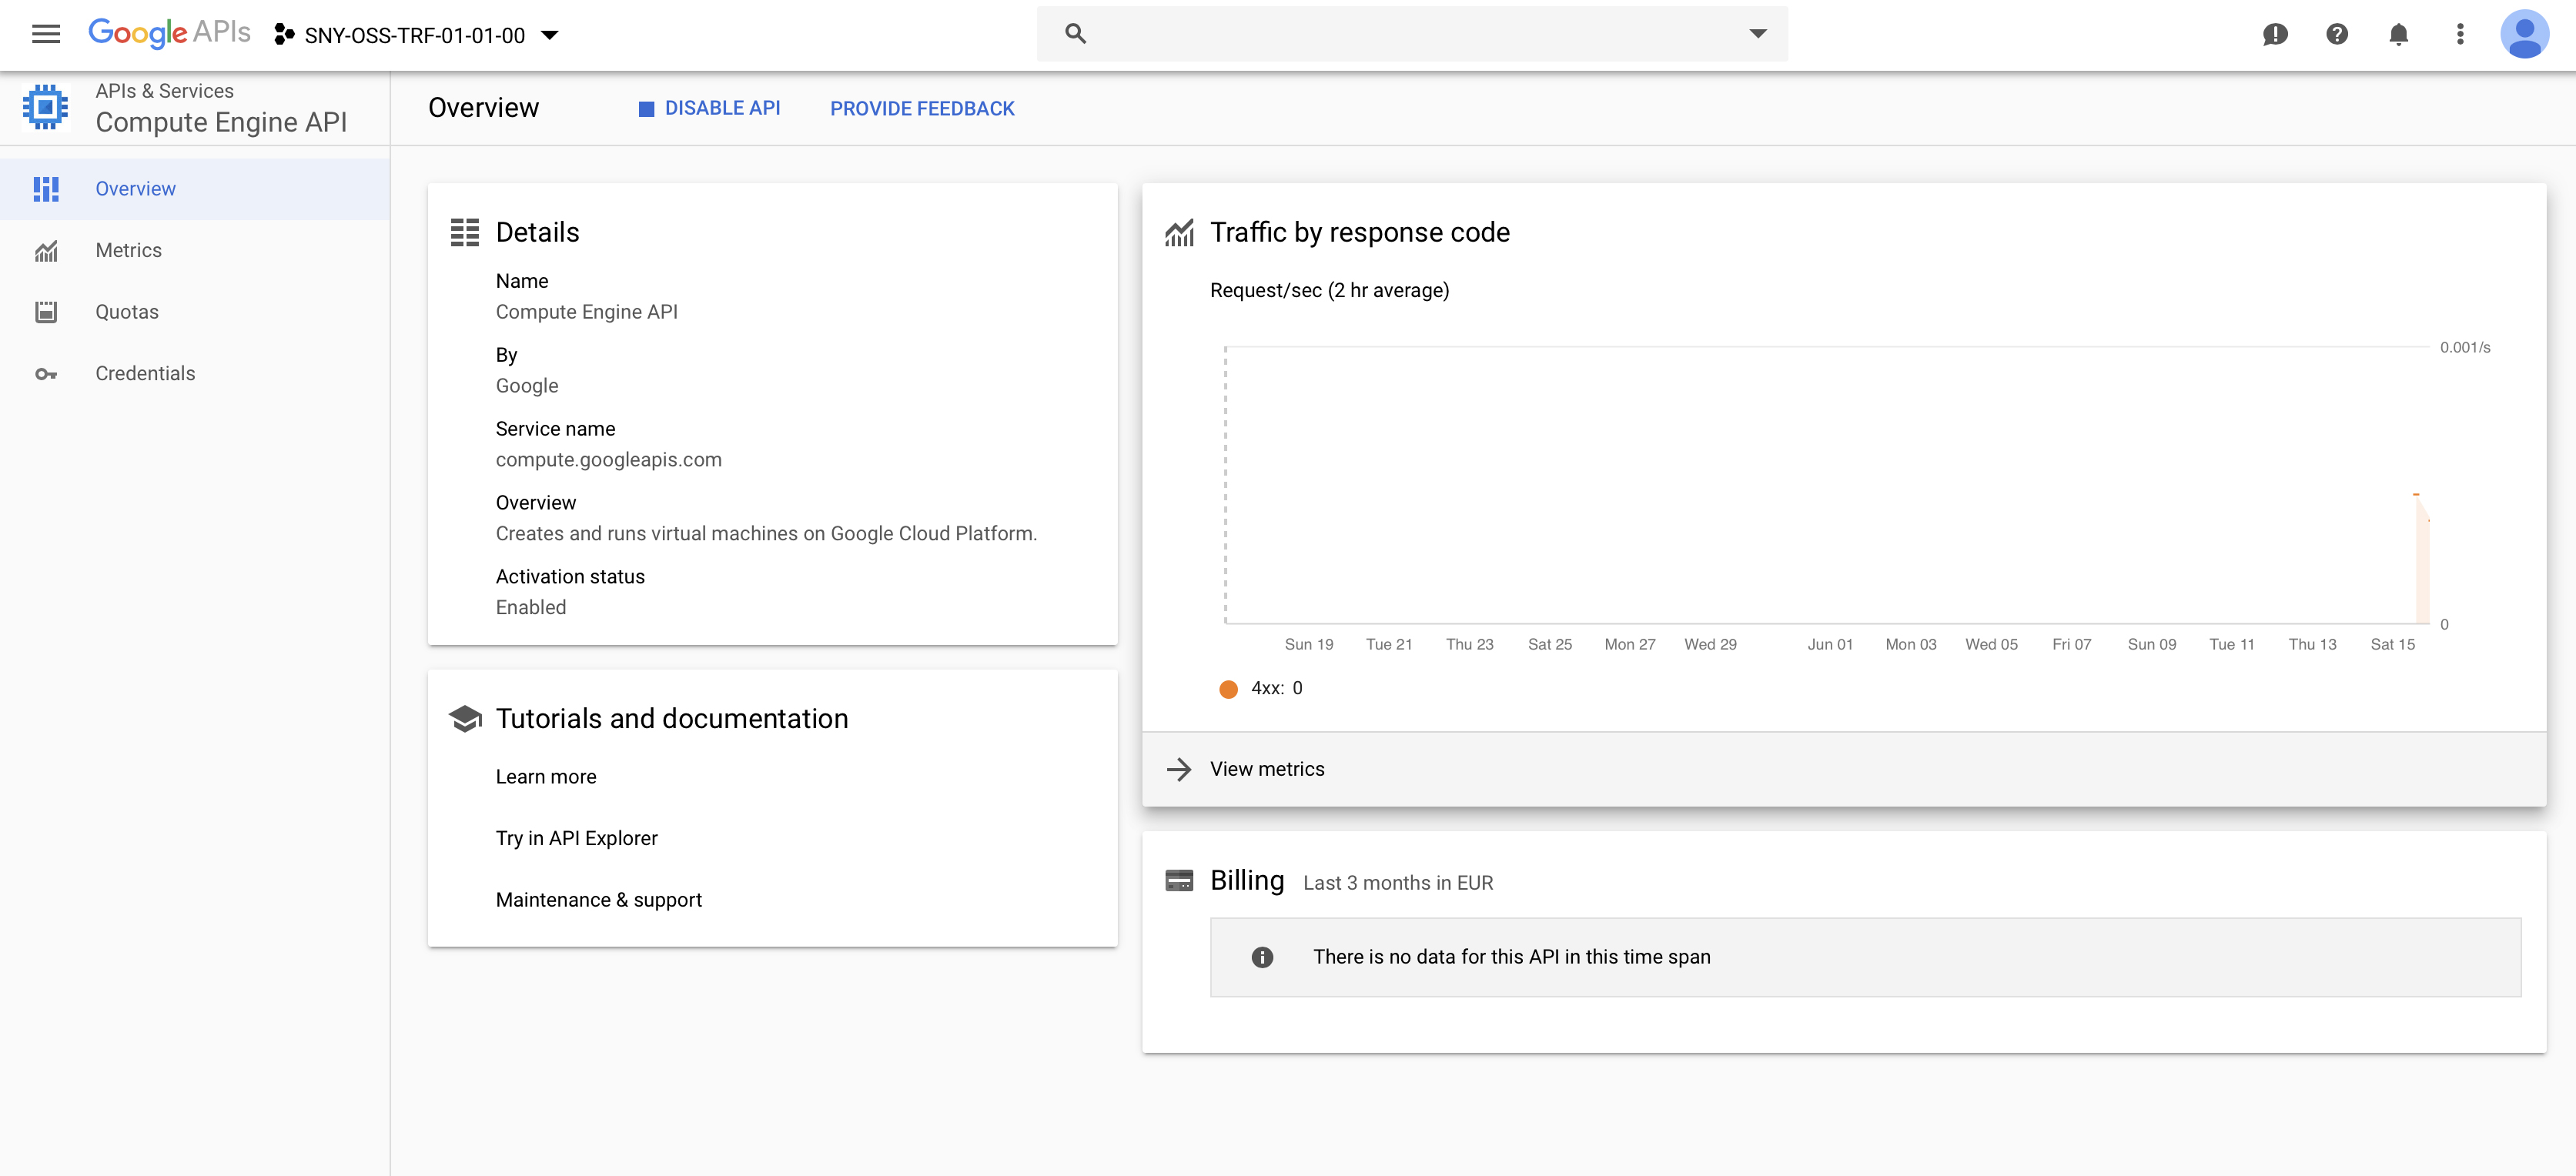 Google APIs
SNY-OSS-TRF-01-01-00
APIs & Services
Compute Engine API
Overview
DISABLE API
PROVIDE FEEDBACK
Overview
Metrics
Quotas
Credentials
Details
Name
Compute Engine API
By
Google
Service name
compute.googleapis.com
Overview
Creates and runs virtual machines on Google Cloud Platform.
Activation status
Enabled
Tutorials and documentation
Learn more
Try in API Explorer
Maintenance & support
Traffic by response code
Request/sec (2 hr average)
0.001/s
0
Sun 19 Tue 21 Thu 23 Sat 25 Mon 27 Wed 29 Jun 01 Mon 03 Wed 05 Fri 07 Sun 09 Tue 11 Thu 13 Sat 15
4xx: 0
View metrics
Billing Last 3 months in EUR
There is no data for this API in this time span